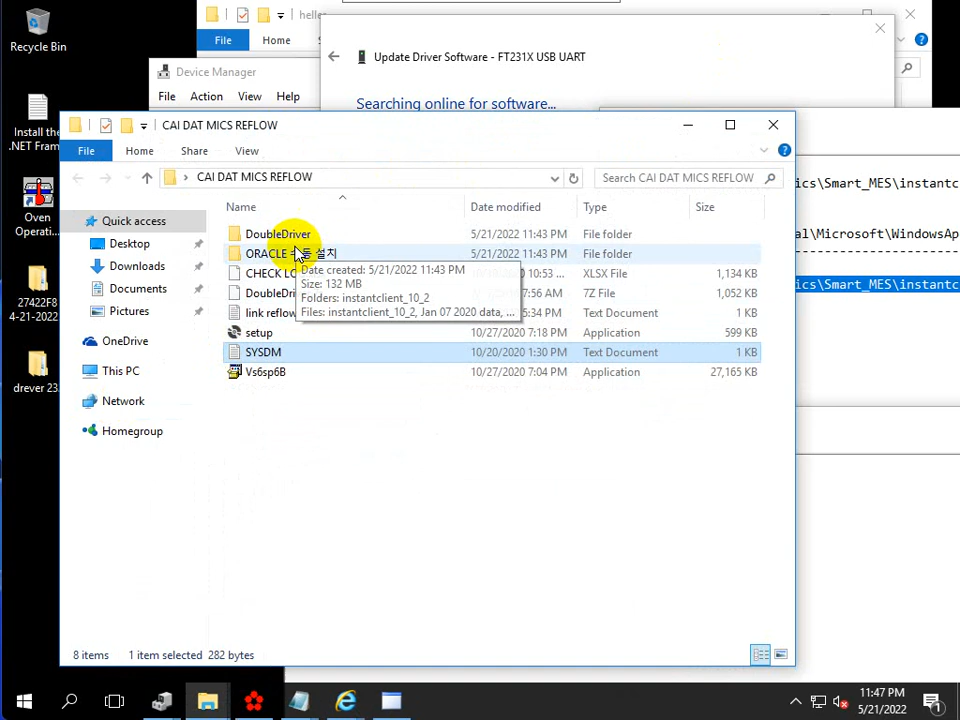 Recycle Bin
Install the
.NET Fram
Oven
Operati...
27422F8
4-21-2022
drever 23
helle
File
Home
Device Manager
File Action View Help
Update Driver Software - FT231X USB UART
Searching online for software...
CAI DAT MICS REFLOW
File Home Share View
CAI DAT MICS REFLOW
Search CAI DAT MICS REFLOW
Quick access
Desktop
Downloads
Documents
Pictures
OneDrive
This PC
Network
Homegroup
Name Date modified Type Size
DoubleDriver 5/21/2022 11:43 PM File folder
ORACLE 설치 5/21/2022 11:43 PM File folder
CHECK LO 10:53 ... XLSX File 1,134 KB
DoubleDri 7:56 AM 7Z File 1,052 KB
link reflow 5:34 PM Text Document 1 KB
setup 10/27/2020 7:18 PM Application 599 KB
SYSDM 10/20/2020 1:30 PM Text Document 1 KB
Vs6sp6B 10/27/2020 7:04 PM Application 27,165 KB
Date created: 5/21/2022 11:43 PM
Size: 132 MB
Folders: instantclient_10_2
Files: instantclient_10_2, Jan 07 2020 data, ...
ics\Smart_MES\instantc
al\Microsoft\WindowsAp
cs\Smart_MES\instantc
8 items 1 item selected 282 bytes
11:47 PM
5/21/2022
1